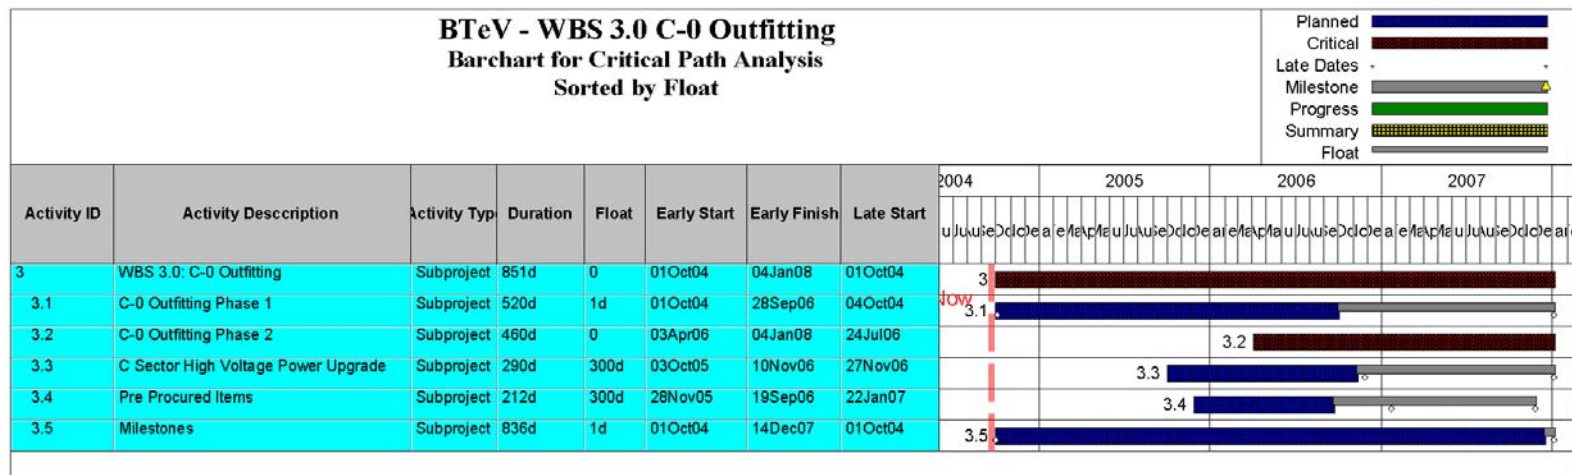 BTeV - WBS 3.0 C-0 Outfitting
Barchart for Critical Path Analysis
Sorted by Float
Planned
Critical
Late Dates
Milestone
Progress
Summary
Float
Activity ID Activity Desccription Activity Typ Duration Float Early Start Early Finish Late Start
2004 2005 2006 2007
3 WBS 3.0: C-0 Outfitting Subproject 851d 0 01Oct04 04Jan08 01Oct04 3
Now
3.1 C-0 Outfitting Phase 1 Subproject 520d 1d 01Oct04 28Sep06 04Oct04 3.1
3.2 C-0 Outfitting Phase 2 Subproject 460d 0 03Apr06 04Jan08 24Jul06 3.2
3.3 C Sector High Voltage Power Upgrade Subproject 290d 300d 03Oct05 10Nov06 27Nov06 3.3
3.4 Pre Procured Items Subproject 212d 300d 28Nov05 19Sep06 22Jan07 3.4
3.5 Milestones Subproject 836d 1d 01Oct04 14Dec07 01Oct04 3.5